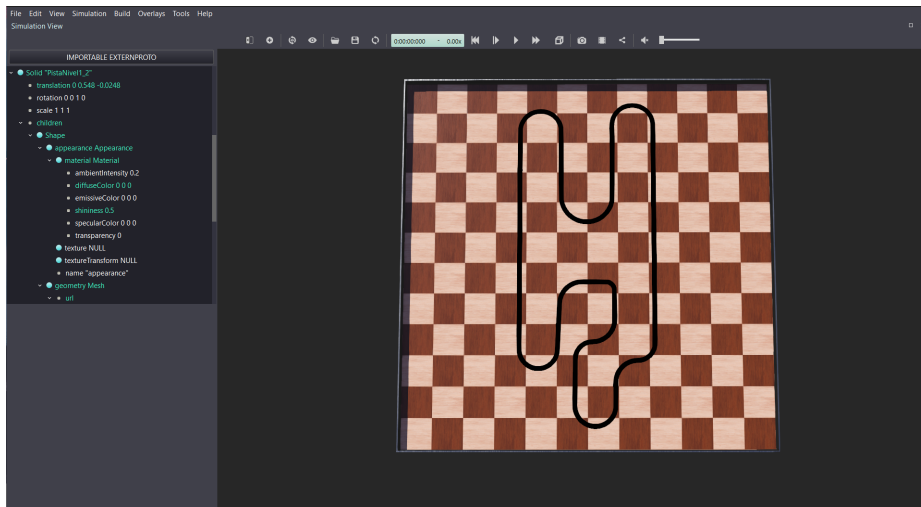 File Edit View Simulation Build Overlays Tools Help
Simulation View
0:00:00:000 - 0.00x
IMPORTABLE EXTERNPROTO
Solid "PistaNivel1_2"
translation 0 0.548 -0.0248
rotation 0 0 1 0
scale 1 1 1
children
Shape
appearance Appearance
material Material
ambientIntensity 0.2
diffuseColor 0 0 0
emissiveColor 0 0 0
shininess 0.5
specularColor 0 0 0
transparency 0
texture NULL
textureTransform NULL
name "appearance"
geometry Mesh
url